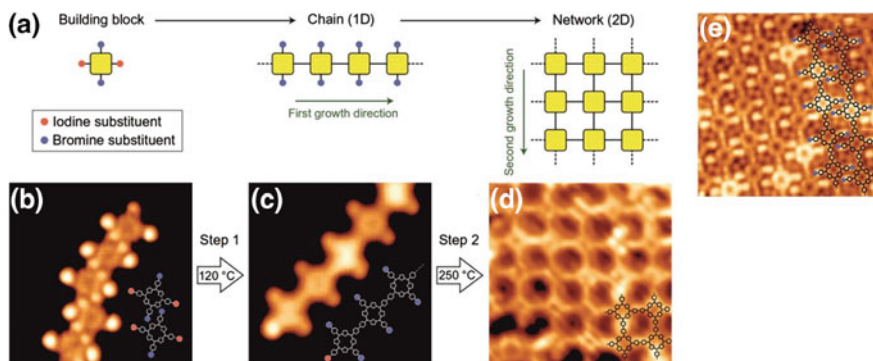 (a)
Building block
Chain (1D)
Network (2D)
First growth direction
Second growth direction
Iodine substituent
Bromine substituent
(b)
Step 1
120 °C
(c)
Step 2
250 °C
(d)
(e)